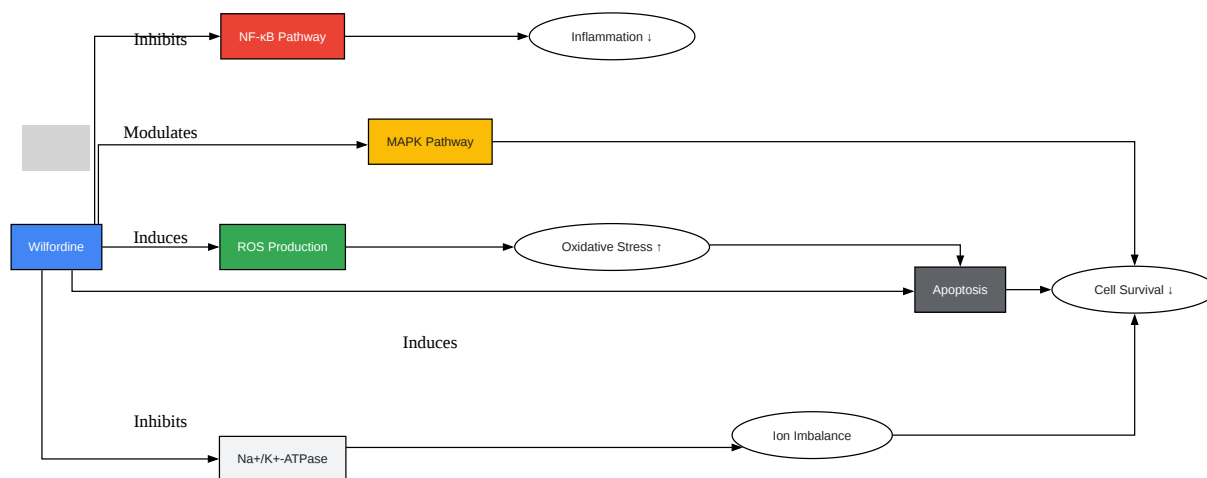 Inhibits
NF-κB Pathway
Inflammation ↓
Modulates
MAPK Pathway
Wilfordine
Induces
ROS Production
Oxidative Stress ↑
Apoptosis
Cell Survival ↓
Induces
Inhibits
Na+/K+-ATPase
Ion Imbalance